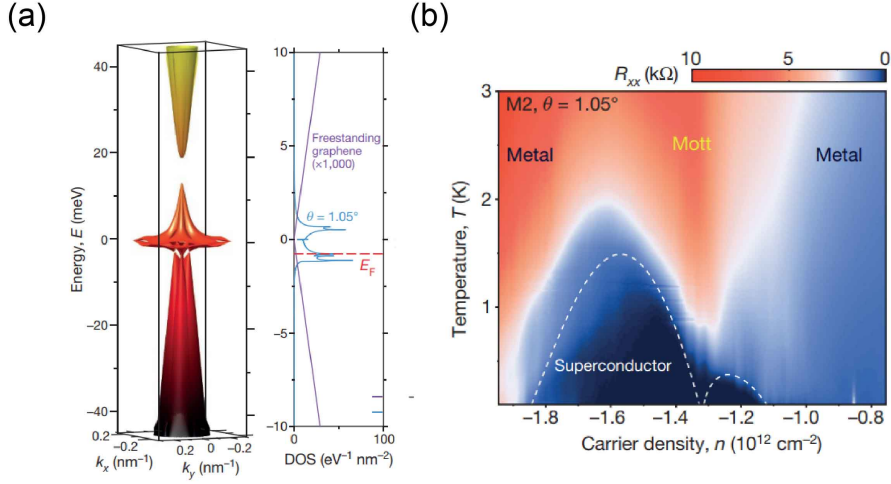 (a)
40
20
0
−20
−40
Energy, E (meV)
0.2
−0.2
0.2
0
−0.2
kx (nm−1)
ky (nm−1)
10
5
0
−5
−10
Freestanding
graphene
(×1,000)
θ = 1.05°
EF
0
100
DOS (eV−1 nm−2)
(b)
Rxx (kΩ)
10
5
0
M2, θ = 1.05°
Metal
Mott
Metal
Superconductor
3
2
1
Temperature, T (K)
−1.8
−1.6
−1.4
−1.2
−1.0
−0.8
Carrier density, n (10¹² cm−2)